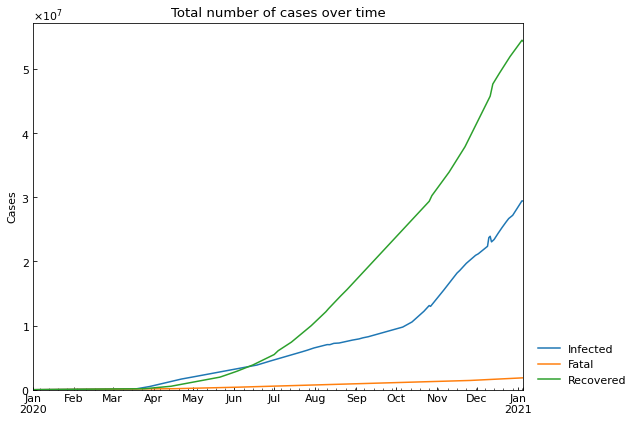 Total number of cases over time
×10⁷
5
4
3
2
1
0
Cases
Jan Feb Mar Apr May Jun Jul Aug Sep Oct Nov Dec Jan
2020 2021
Infected
Fatal
Recovered